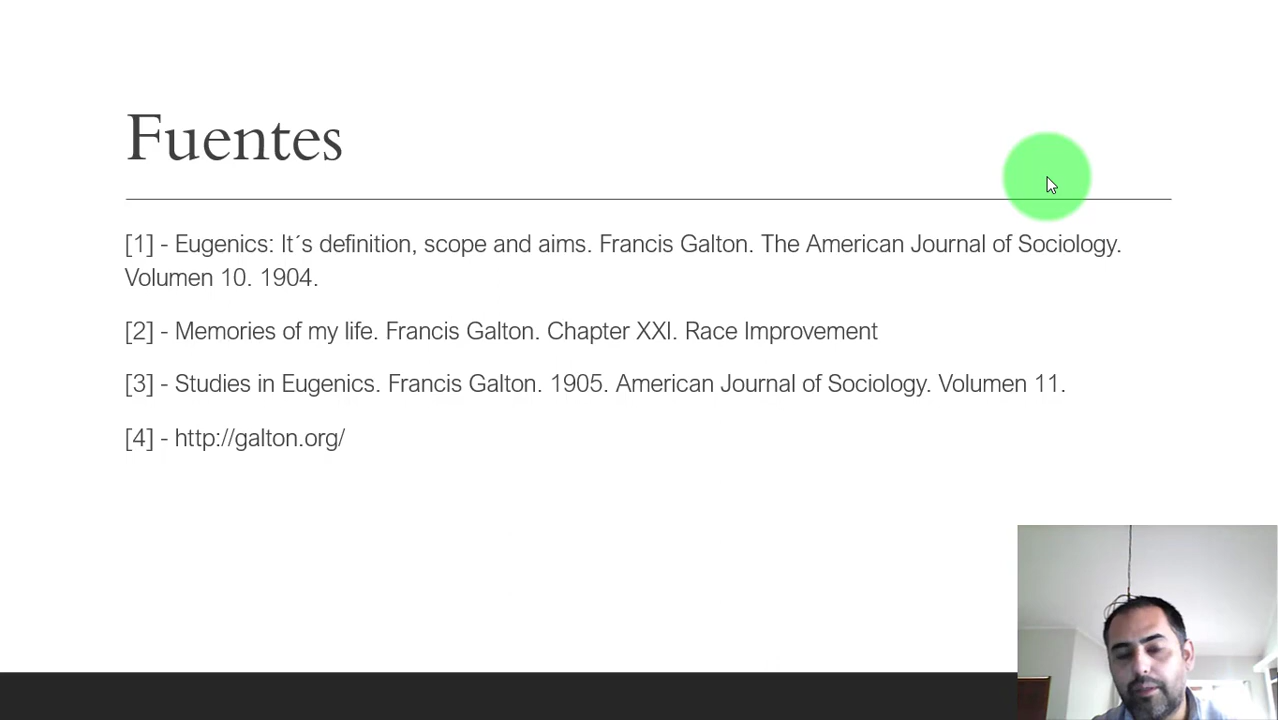 Fuentes
[1] - Eugenics: It´s definition, scope and aims. Francis Galton. The American Journal of Sociology.
Volumen 10. 1904.
[2] - Memories of my life. Francis Galton. Chapter XXI. Race Improvement
[3] - Studies in Eugenics. Francis Galton. 1905. American Journal of Sociology. Volumen 11.
[4] - http://galton.org/